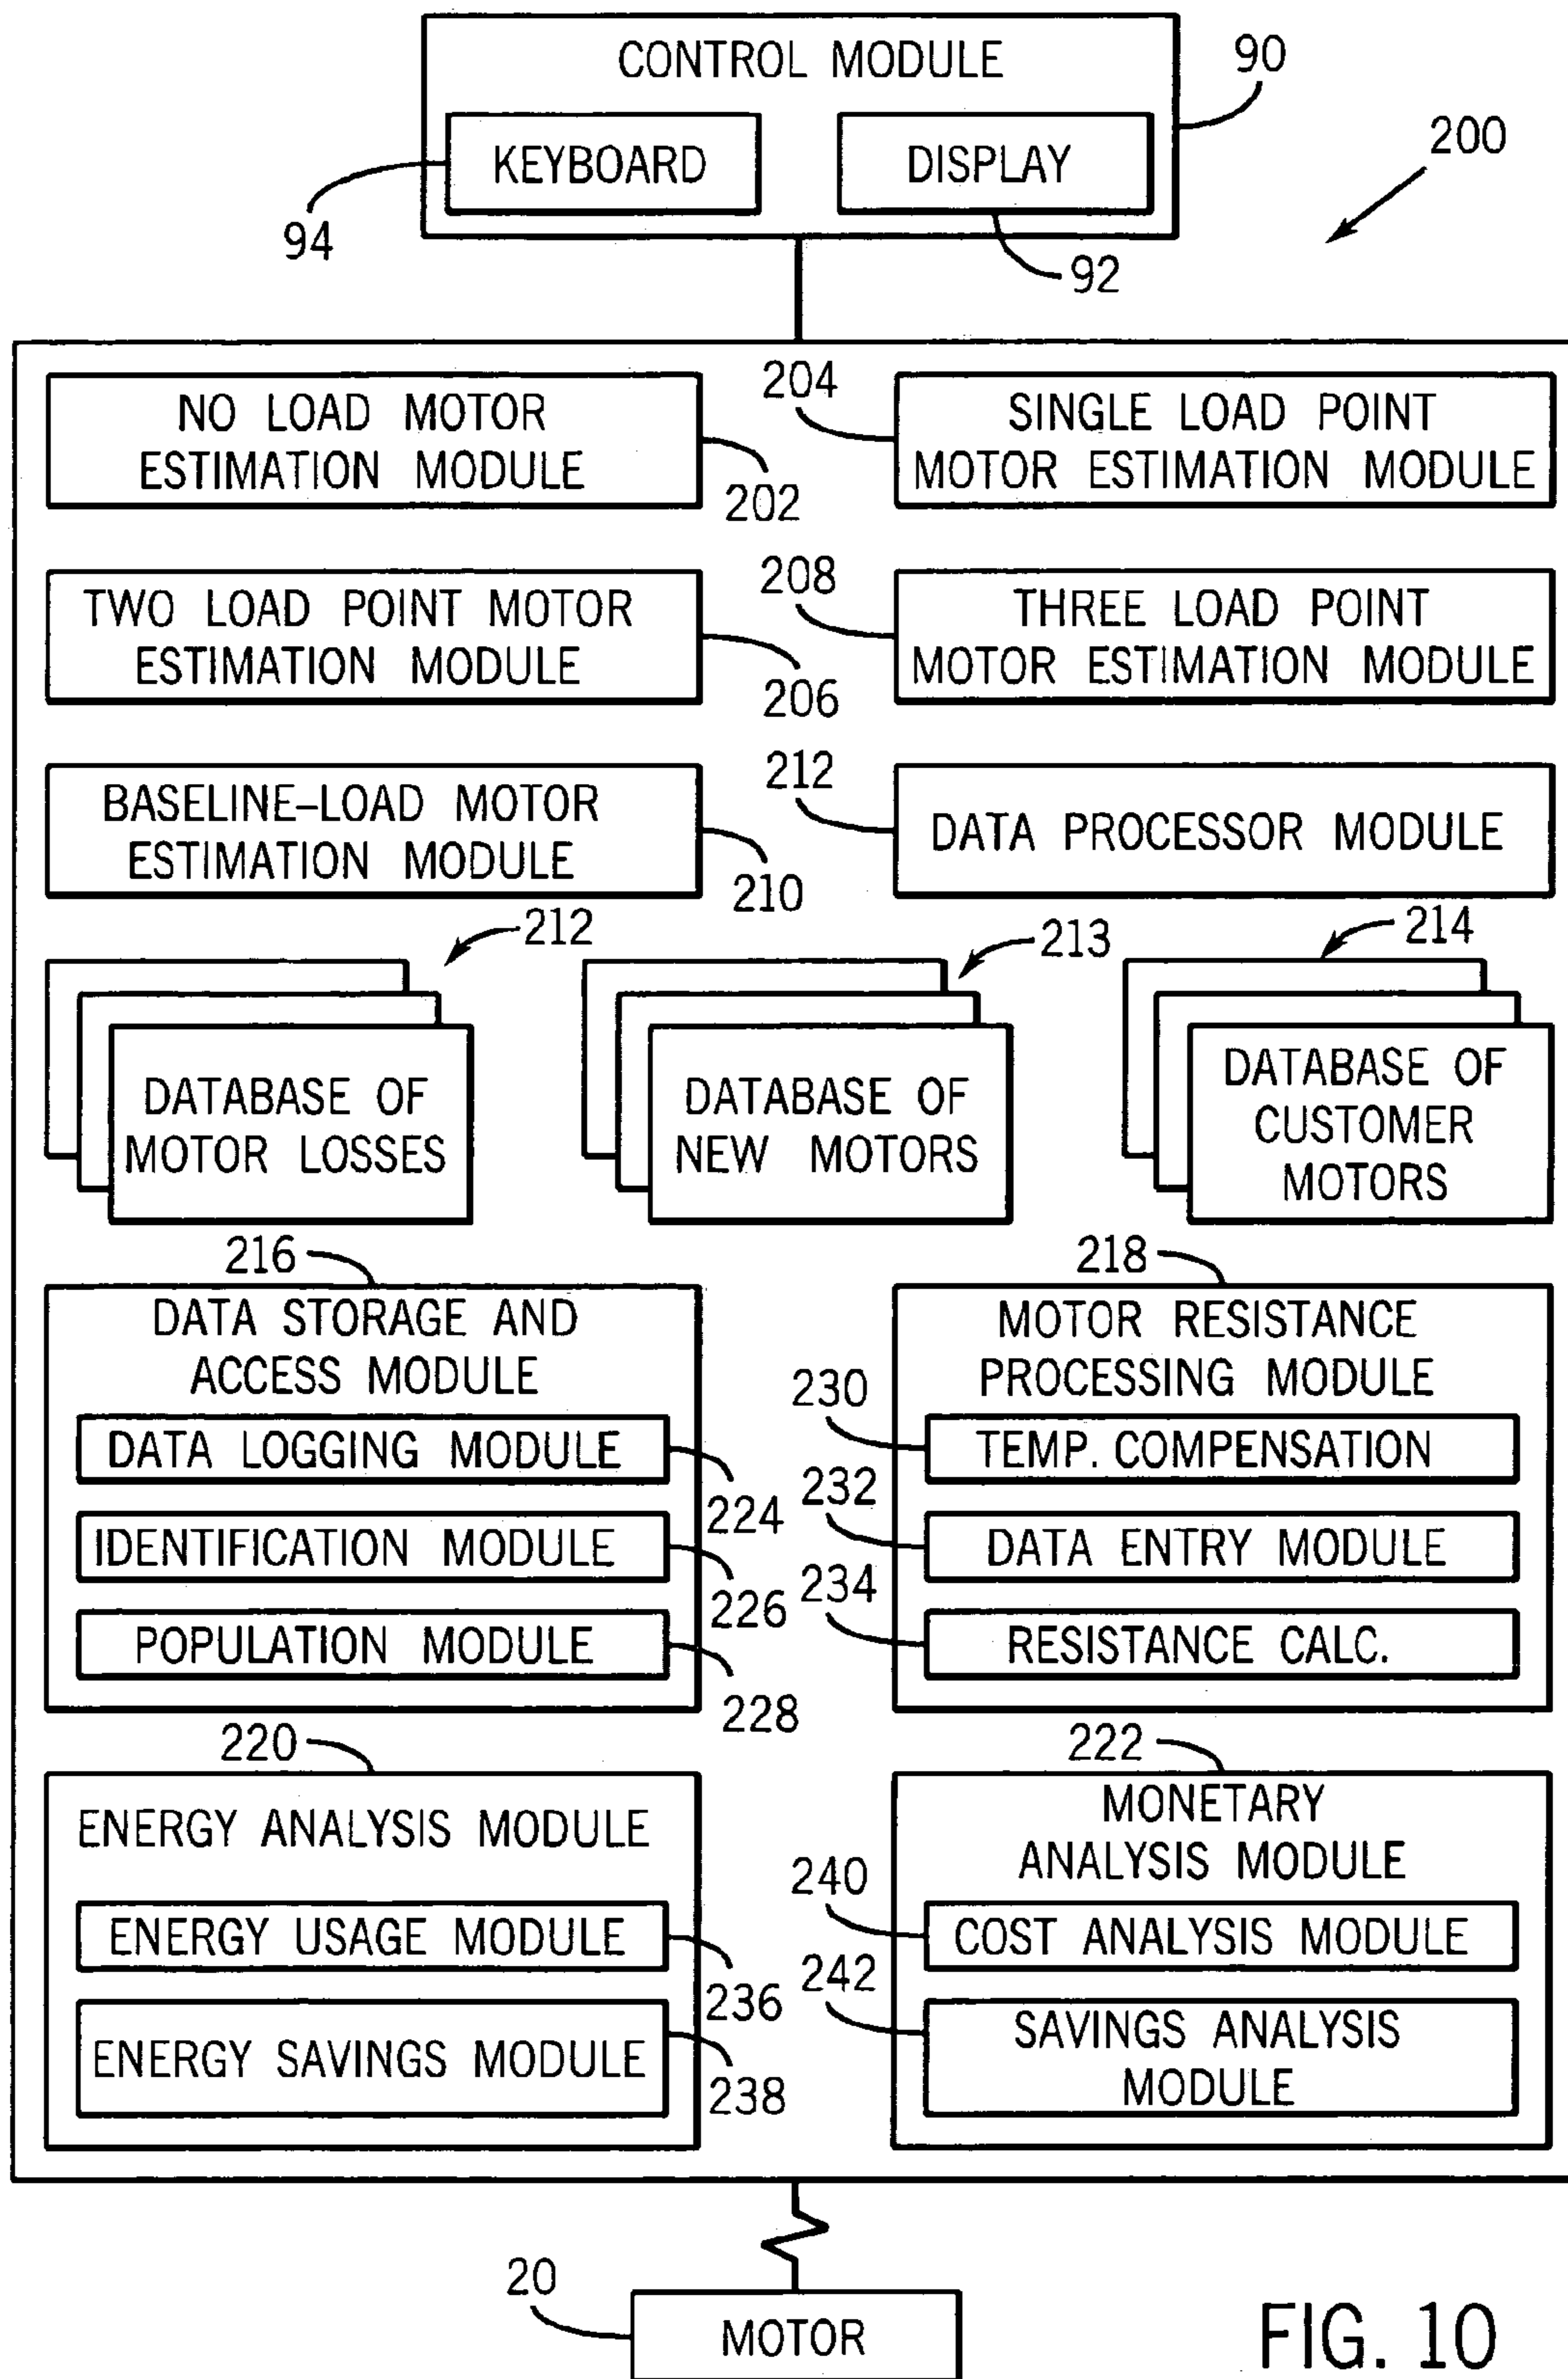 CONTROL MODULE
90
KEYBOARD
DISPLAY
200
94
92
NO LOAD MOTOR
ESTIMATION MODULE
202
204
SINGLE LOAD POINT
MOTOR ESTIMATION MODULE
TWO LOAD POINT MOTOR
ESTIMATION MODULE
206
208
THREE LOAD POINT
MOTOR ESTIMATION MODULE
BASELINE-LOAD MOTOR
ESTIMATION MODULE
210
212
DATA PROCESSOR MODULE
212
213
214
DATABASE OF
MOTOR LOSSES
DATABASE OF
NEW MOTORS
DATABASE OF
CUSTOMER
MOTORS
216
DATA STORAGE AND
ACCESS MODULE
DATA LOGGING MODULE
224
IDENTIFICATION MODULE
226
POPULATION MODULE
228
218
MOTOR RESISTANCE
PROCESSING MODULE
230
TEMP. COMPENSATION
232
DATA ENTRY MODULE
234
RESISTANCE CALC.
220
ENERGY ANALYSIS MODULE
ENERGY USAGE MODULE
236
ENERGY SAVINGS MODULE
238
222
MONETARY
ANALYSIS MODULE
240
COST ANALYSIS MODULE
242
SAVINGS ANALYSIS
MODULE
20
MOTOR
FIG. 10